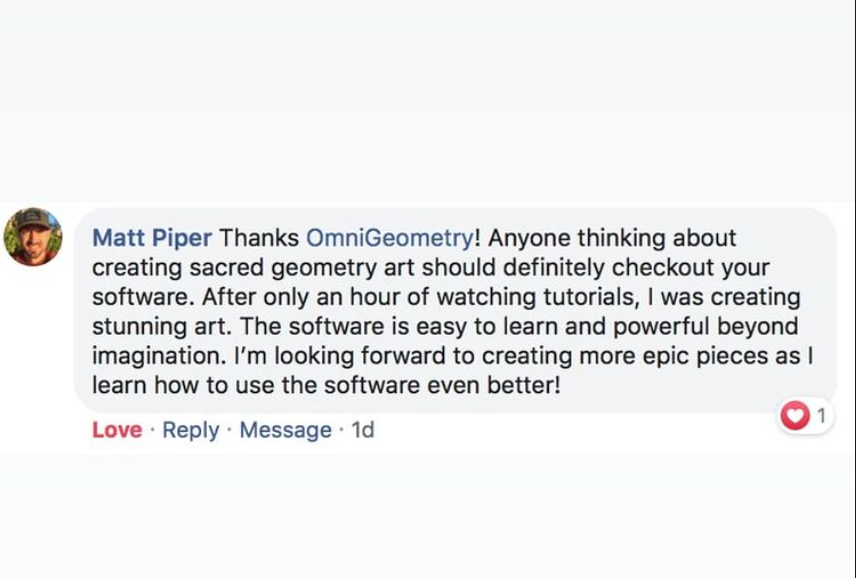 Matt Piper Thanks OmniGeometry! Anyone thinking about
creating sacred geometry art should definitely checkout your
software. After only an hour of watching tutorials, I was creating
stunning art. The software is easy to learn and powerful beyond
imagination. I'm looking forward to creating more epic pieces as I
learn how to use the software even better!
Love · Reply · Message · 1d
1